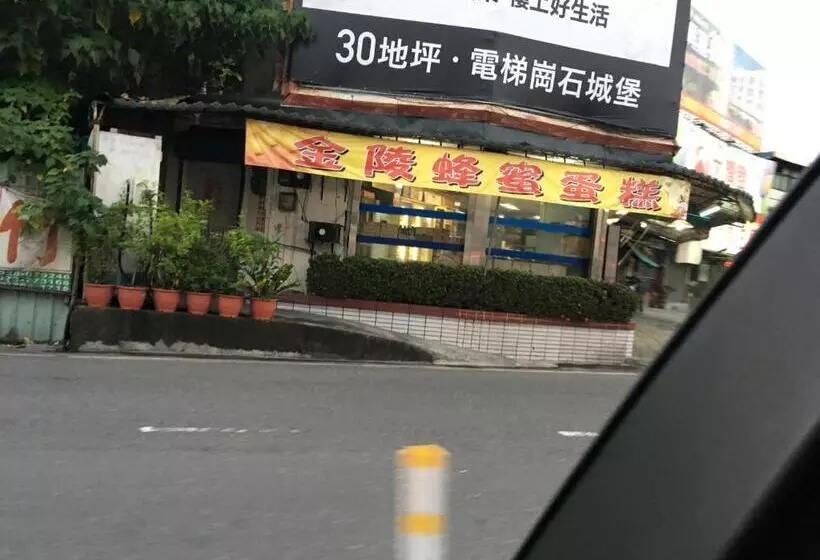 樓上好生活
30地坪·電梯崗石城堡
金陵蜂蜜蛋糕
竹